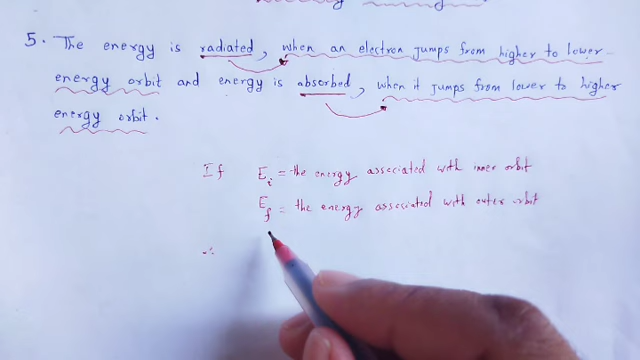 5. The energy is radiated, when an electron jumps from higher to lower
energy orbit and energy is absorbed, when it jumps from lower to higher
energy orbit.
If Ei = the energy associated with inner orbit
Ef = the energy associated with outer orbit
∴